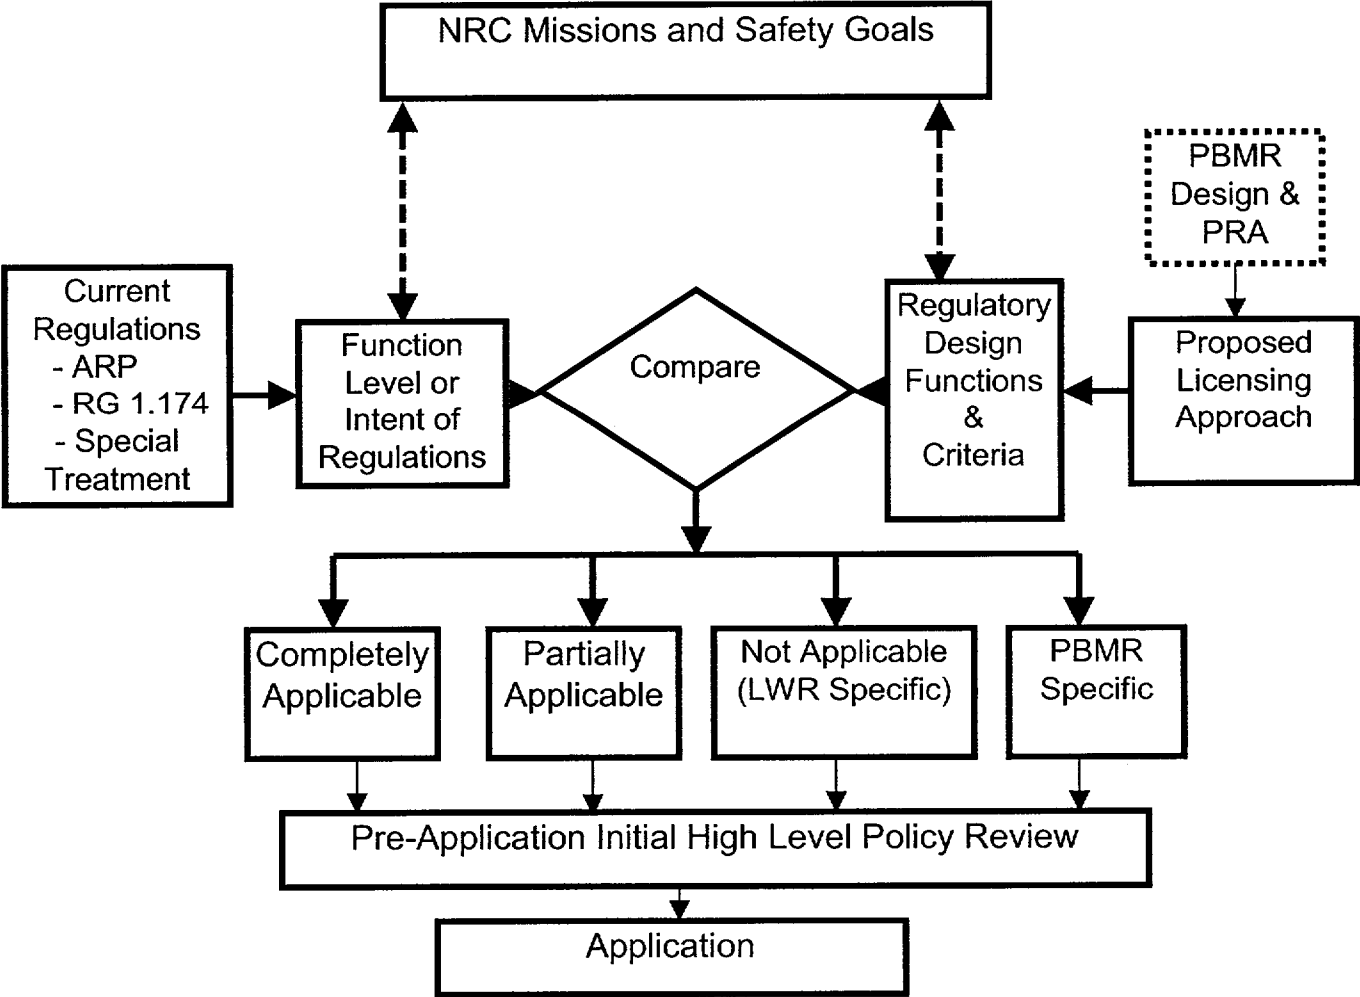 NRC Missions and Safety Goals
PBMR
Design &
PRA
Current
Regulations
- ARP
- RG 1.174
- Special
Treatment
Function
Level or
Intent of
Regulations
Compare
Regulatory
Design
Functions
&
Criteria
Proposed
Licensing
Approach
Completely
Applicable
Partially
Applicable
Not Applicable
(LWR Specific)
PBMR
Specific
Pre-Application Initial High Level Policy Review
Application